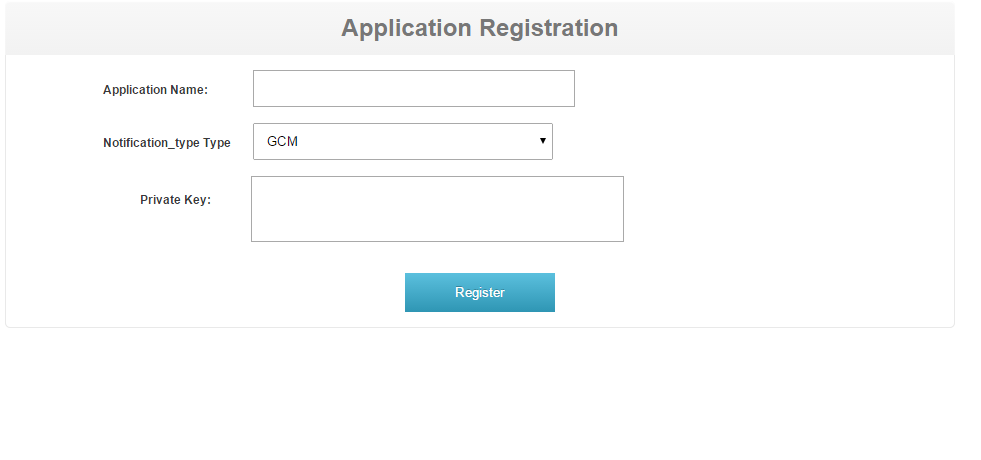 Application Registration
Application Name:
Notification_type Type
GCM
Private Key:
Register